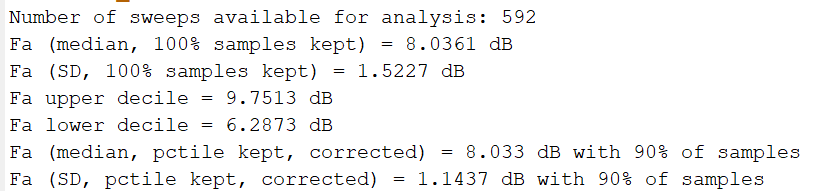 Number of sweeps available for analysis: 592
Fa (median, 100% samples kept) = 8.0361 dB
Fa (SD, 100% samples kept) = 1.5227 dB
Fa upper decile = 9.7513 dB
Fa lower decile = 6.2873 dB
Fa (median, pctile kept, corrected) = 8.033 dB with 90% of samples
Fa (SD, pctile kept, corrected) = 1.1437 dB with 90% of samples